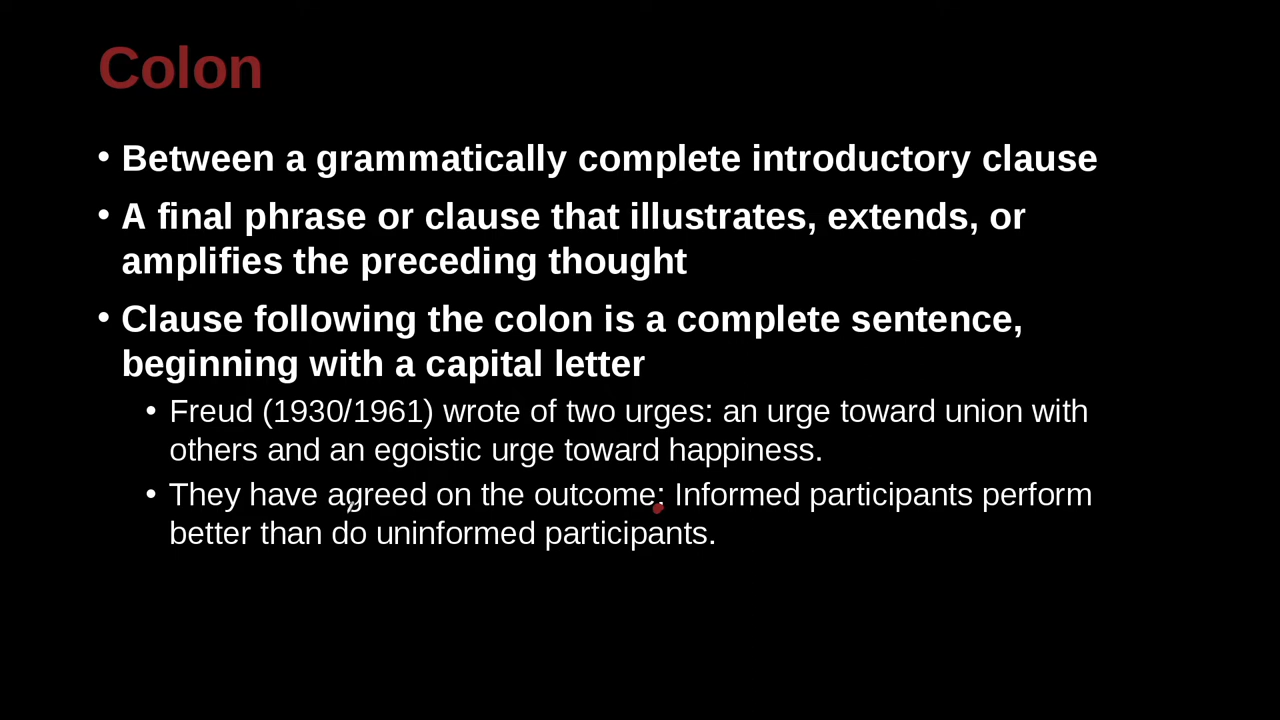 Colon
• Between a grammatically complete introductory clause
• A final phrase or clause that illustrates, extends, or
amplifies the preceding thought
• Clause following the colon is a complete sentence,
beginning with a capital letter
• Freud (1930/1961) wrote of two urges: an urge toward union with
others and an egoistic urge toward happiness.
• They have agreed on the outcome: Informed participants perform
better than do uninformed participants.